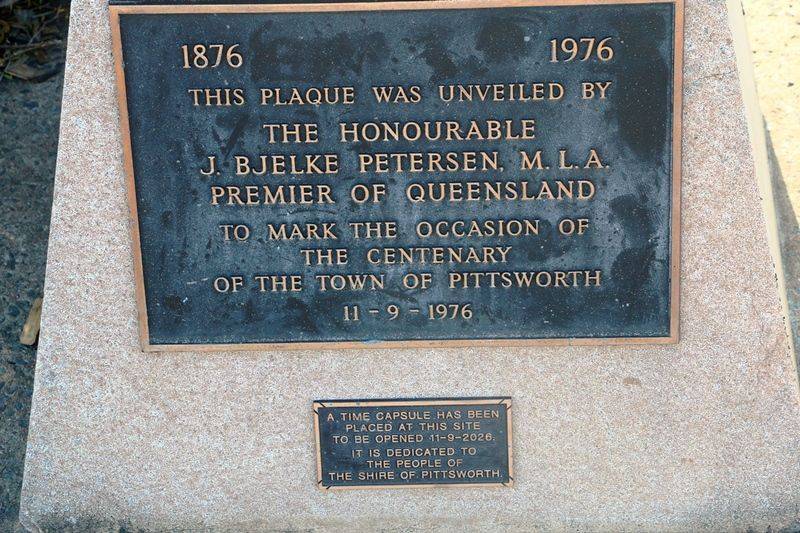 1876 1976
THIS PLAQUE WAS UNVEILED BY
THE HONOURABLE
J. BJELKE PETERSEN, M.L.A.
PREMIER OF QUEENSLAND
TO MARK THE OCCASION OF
THE CENTENARY
OF THE TOWN OF PITTSWORTH
11 - 9 - 1976
A TIME CAPSULE HAS BEEN
PLACED AT THIS SITE
TO BE OPENED 11-9-2026.
IT IS DEDICATED TO
THE PEOPLE OF
THE SHIRE OF PITTSWORTH.